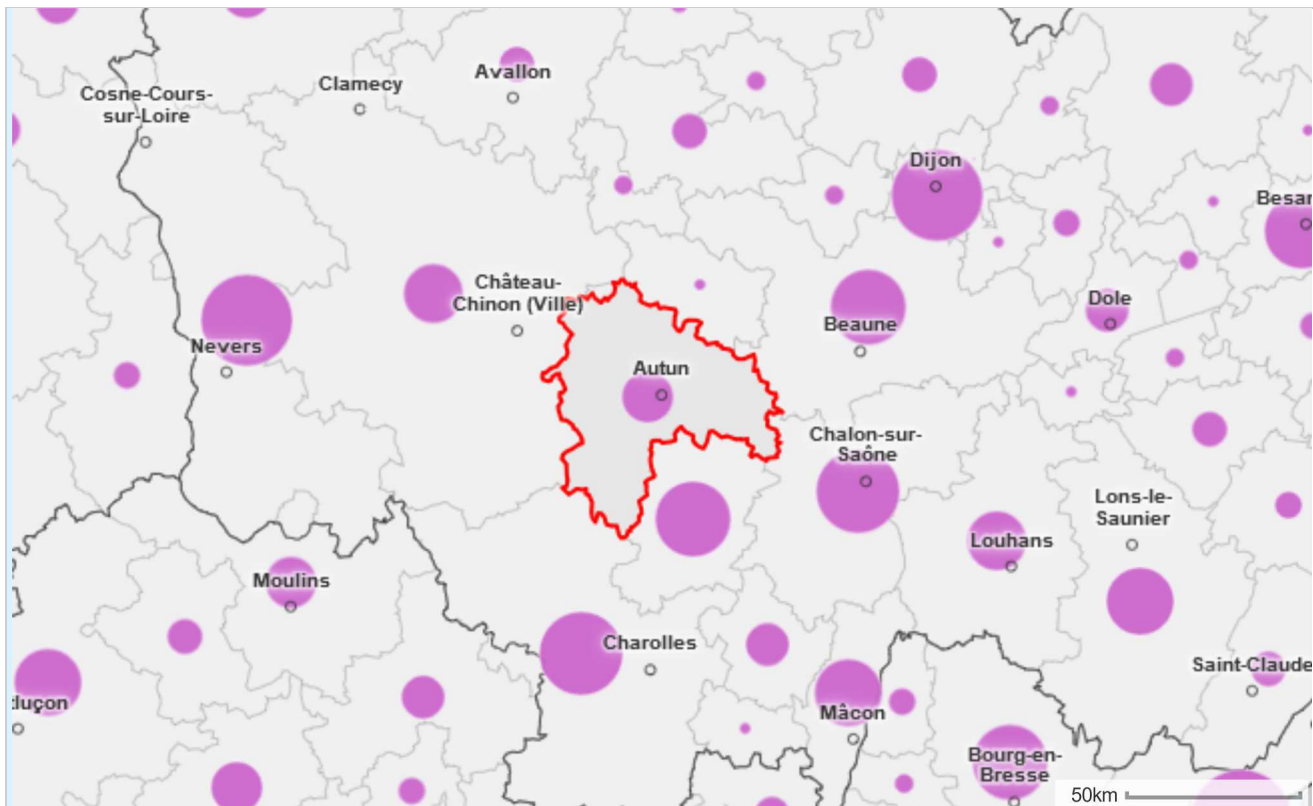 Clamecy
Avallon
Cosne-Cours-
sur-Loire
Dijon
Besan
Château-
Chinon (Ville)
Dole
Beaune
Nevers
Autun
Chalon-sur-
Saône
Lons-le-
Saunier
Louhans
Moulins
Charolles
Saint-Claude
tluçon
Mâcon
Bourg-en-
Bresse
50km